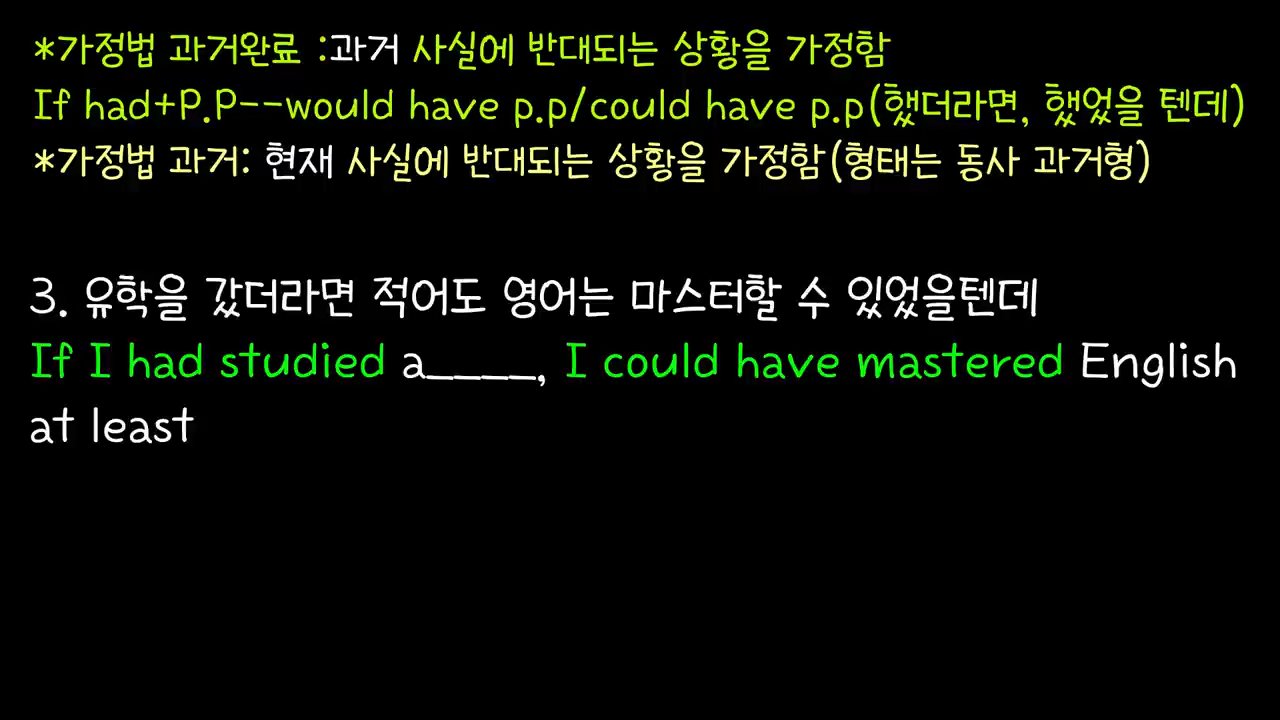 *가정법 과거완료 :과거 사실에 반대되는 상황을 가정함
If had+P.P--would have p.p/could have p.p(했더라면, 했었을 텐데)
*가정법 과거: 현재 사실에 반대되는 상황을 가정함(형태는 동사 과거형)
3. 유학을 갔더라면 적어도 영어는 마스터할 수 있었을텐데
If I had studied a____, I could have mastered English
at least